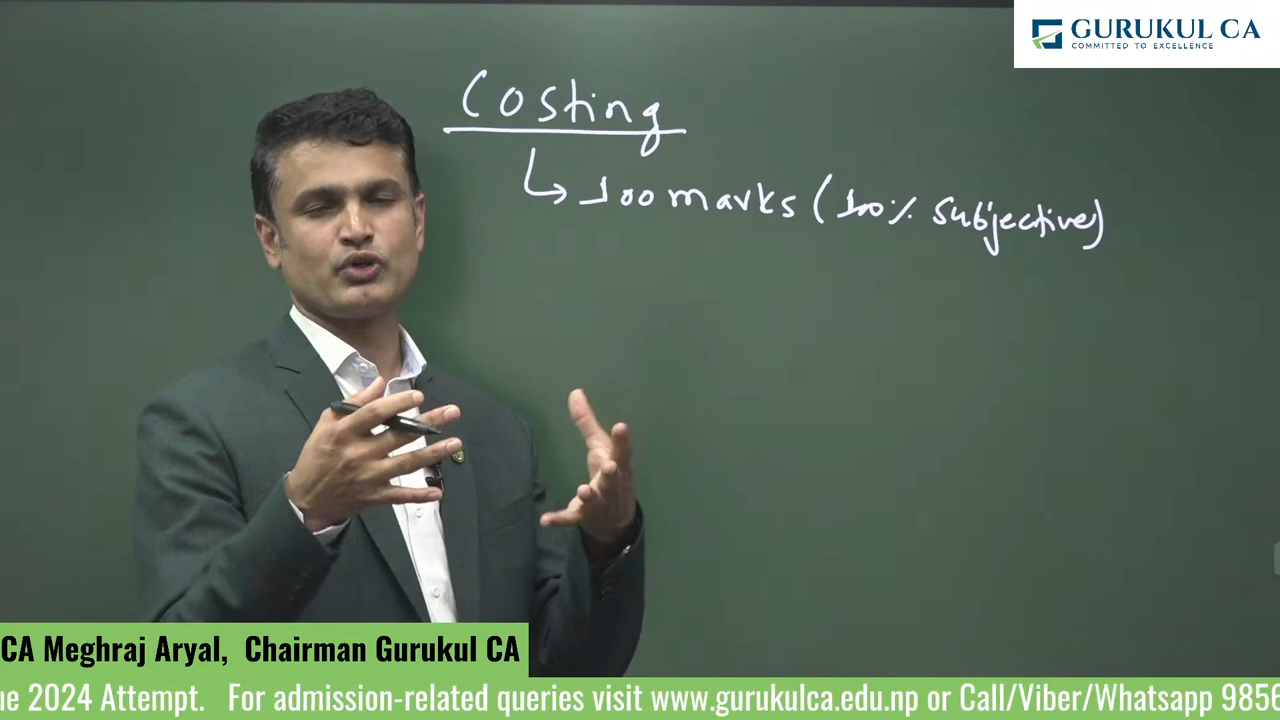 GURUKUL CA
COMMITTED TO EXCELLENCE
Costing
↳ 100 marks (100% subjective)
CA Meghraj Aryal, Chairman Gurukul CA
2024 Attempt. For admission-related queries visit www.gurukulca.edu.np or Call/Viber/Whatsapp 9856